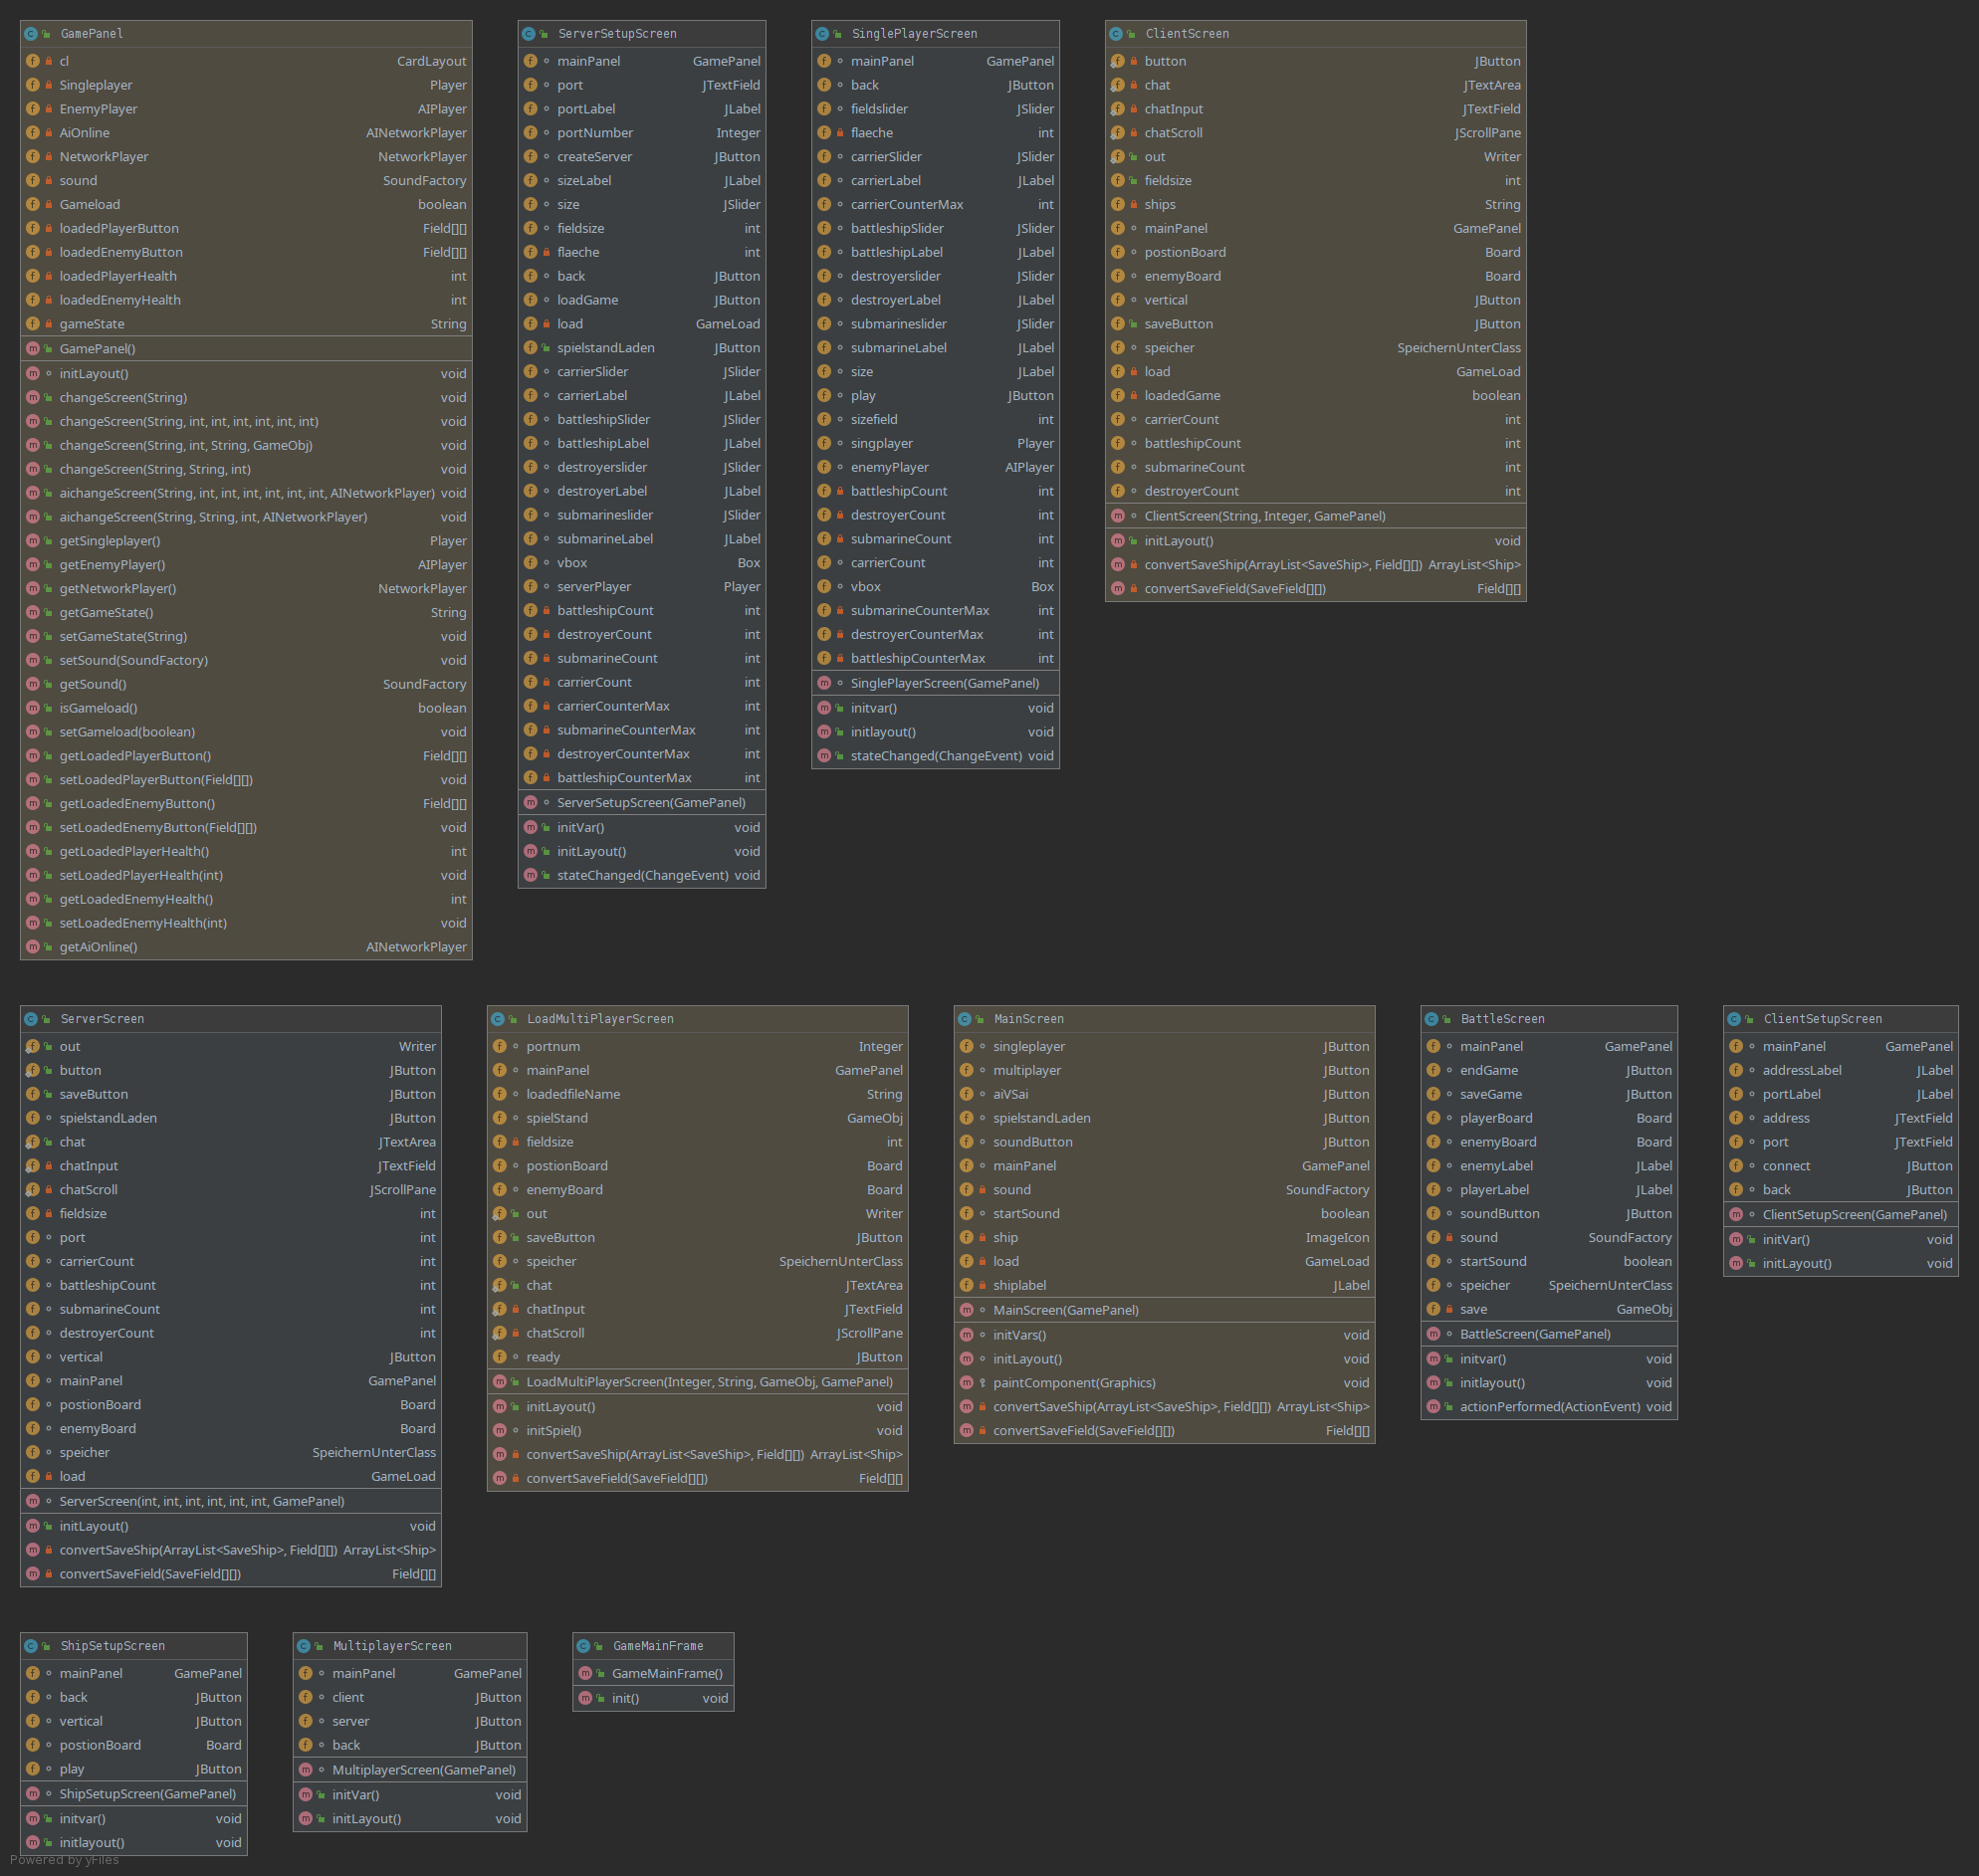 GamePanel
cl CardLayout
Singleplayer Player
EnemyPlayer AIPlayer
AiOnline AINetworkPlayer
NetworkPlayer NetworkPlayer
sound SoundFactory
Gameload boolean
loadedPlayerButton Field[][]
loadedEnemyButton Field[][]
loadedPlayerHealth int
loadedEnemyHealth int
gameState String
GamePanel()
initLayout() void
changeScreen(String) void
changeScreen(String, int, int, int, int, int, int) void
changeScreen(String, int, String, GameObj) void
changeScreen(String, String, int) void
aichangeScreen(String, int, int, int, int, int, int, AINetworkPlayer) void
aichangeScreen(String, String, int, AINetworkPlayer) void
getSingleplayer() Player
getEnemyPlayer() AIPlayer
getNetworkPlayer() NetworkPlayer
getGameState() String
setGameState(String) void
setSound(SoundFactory) void
getSound() SoundFactory
isGameload() boolean
setGameload(boolean) void
getLoadedPlayerButton() Field[][]
setLoadedPlayerButton(Field[][]) void
getLoadedEnemyButton() Field[][]
setLoadedEnemyButton(Field[][]) void
getLoadedPlayerHealth() int
setLoadedPlayerHealth(int) void
getLoadedEnemyHealth() int
setLoadedEnemyHealth(int) void
getAiOnline() AINetworkPlayer
ServerSetupScreen
mainPanel GamePanel
port JTextField
portLabel JLabel
portNumber Integer
createServer JButton
sizeLabel JLabel
size JSlider
fieldsize int
flaeche int
back JButton
loadGame JButton
load GameLoad
spielstandLaden JButton
carrierSlider JSlider
carrierLabel JLabel
battleshipSlider JSlider
battleshipLabel JLabel
destroyerslider JSlider
destroyerLabel JLabel
submarineslider JSlider
submarineLabel JLabel
vbox Box
serverPlayer Player
battleshipCount int
destroyerCount int
submarineCount int
carrierCount int
carrierCounterMax int
submarineCounterMax int
destroyerCounterMax int
battleshipCounterMax int
ServerSetupScreen(GamePanel)
initVar() void
initLayout() void
stateChanged(ChangeEvent) void
SinglePlayerScreen
mainPanel GamePanel
back JButton
fieldslider JSlider
flaeche int
carrierSlider JSlider
carrierLabel JLabel
carrierCounterMax int
battleshipSlider JSlider
battleshipLabel JLabel
destroyerslider JSlider
destroyerLabel JLabel
submarineslider JSlider
submarineLabel JLabel
size JLabel
play JButton
sizefield int
singplayer Player
enemyPlayer AIPlayer
battleshipCount int
destroyerCount int
submarineCount int
carrierCount int
vbox Box
submarineCounterMax int
destroyerCounterMax int
battleshipCounterMax int
SinglePlayerScreen(GamePanel)
initvar() void
initlayout() void
stateChanged(ChangeEvent) void
ClientScreen
button JButton
chat JTextArea
chatInput JTextField
chatScroll JScrollPane
out Writer
fieldsize int
ships String
mainPanel GamePanel
postionBoard Board
enemyBoard Board
vertical JButton
saveButton JButton
speicher SpeichernUnterClass
load GameLoad
loadedGame boolean
carrierCount int
battleshipCount int
submarineCount int
destroyerCount int
ClientScreen(String, Integer, GamePanel)
initLayout() void
convertSaveShip(ArrayList<SaveShip>, Field[][]) ArrayList<Ship>
convertSaveField(SaveField[][]) Field[][]
ServerScreen
out Writer
button JButton
saveButton JButton
spielstandLaden JButton
chat JTextArea
chatInput JTextField
chatScroll JScrollPane
fieldsize int
port int
carrierCount int
battleshipCount int
submarineCount int
destroyerCount int
vertical JButton
mainPanel GamePanel
postionBoard Board
enemyBoard Board
speicher SpeichernUnterClass
load GameLoad
ServerScreen(int, int, int, int, int, int, GamePanel)
initLayout() void
convertSaveShip(ArrayList<SaveShip>, Field[][]) ArrayList<Ship>
convertSaveField(SaveField[][]) Field[][]
LoadMultiPlayerScreen
portnum Integer
mainPanel GamePanel
loadedfileName String
spielStand GameObj
fieldsize int
postionBoard Board
enemyBoard Board
out Writer
saveButton JButton
speicher SpeichernUnterClass
chat JTextArea
chatInput JTextField
chatScroll JScrollPane
ready JButton
LoadMultiPlayerScreen(Integer, String, GameObj, GamePanel)
initLayout() void
initSpiel() void
convertSaveShip(ArrayList<SaveShip>, Field[][]) ArrayList<Ship>
convertSaveField(SaveField[][]) Field[][]
MainScreen
singleplayer JButton
multiplayer JButton
aiVSai JButton
spielstandLaden JButton
soundButton JButton
mainPanel GamePanel
sound SoundFactory
startSound boolean
ship ImageIcon
load GameLoad
shiplabel JLabel
MainScreen(GamePanel)
initVars() void
initLayout() void
paintComponent(Graphics) void
convertSaveShip(ArrayList<SaveShip>, Field[][]) ArrayList<Ship>
convertSaveField(SaveField[][]) Field[][]
BattleScreen
mainPanel GamePanel
endGame JButton
saveGame JButton
playerBoard Board
enemyBoard Board
enemyLabel JLabel
playerLabel JLabel
soundButton JButton
sound SoundFactory
startSound boolean
speicher SpeichernUnterClass
save GameObj
BattleScreen(GamePanel)
initvar() void
initlayout() void
actionPerformed(ActionEvent) void
ClientSetupScreen
mainPanel GamePanel
addressLabel JLabel
portLabel JLabel
address JTextField
port JTextField
connect JButton
back JButton
ClientSetupScreen(GamePanel)
initVar() void
initLayout() void
ShipSetupScreen
mainPanel GamePanel
back JButton
vertical JButton
postionBoard Board
play JButton
ShipSetupScreen(GamePanel)
initvar() void
initlayout() void
MultiplayerScreen
mainPanel GamePanel
client JButton
server JButton
back JButton
MultiplayerScreen(GamePanel)
initVar() void
initLayout() void
GameMainFrame
GameMainFrame()
init() void
Powered by yFiles